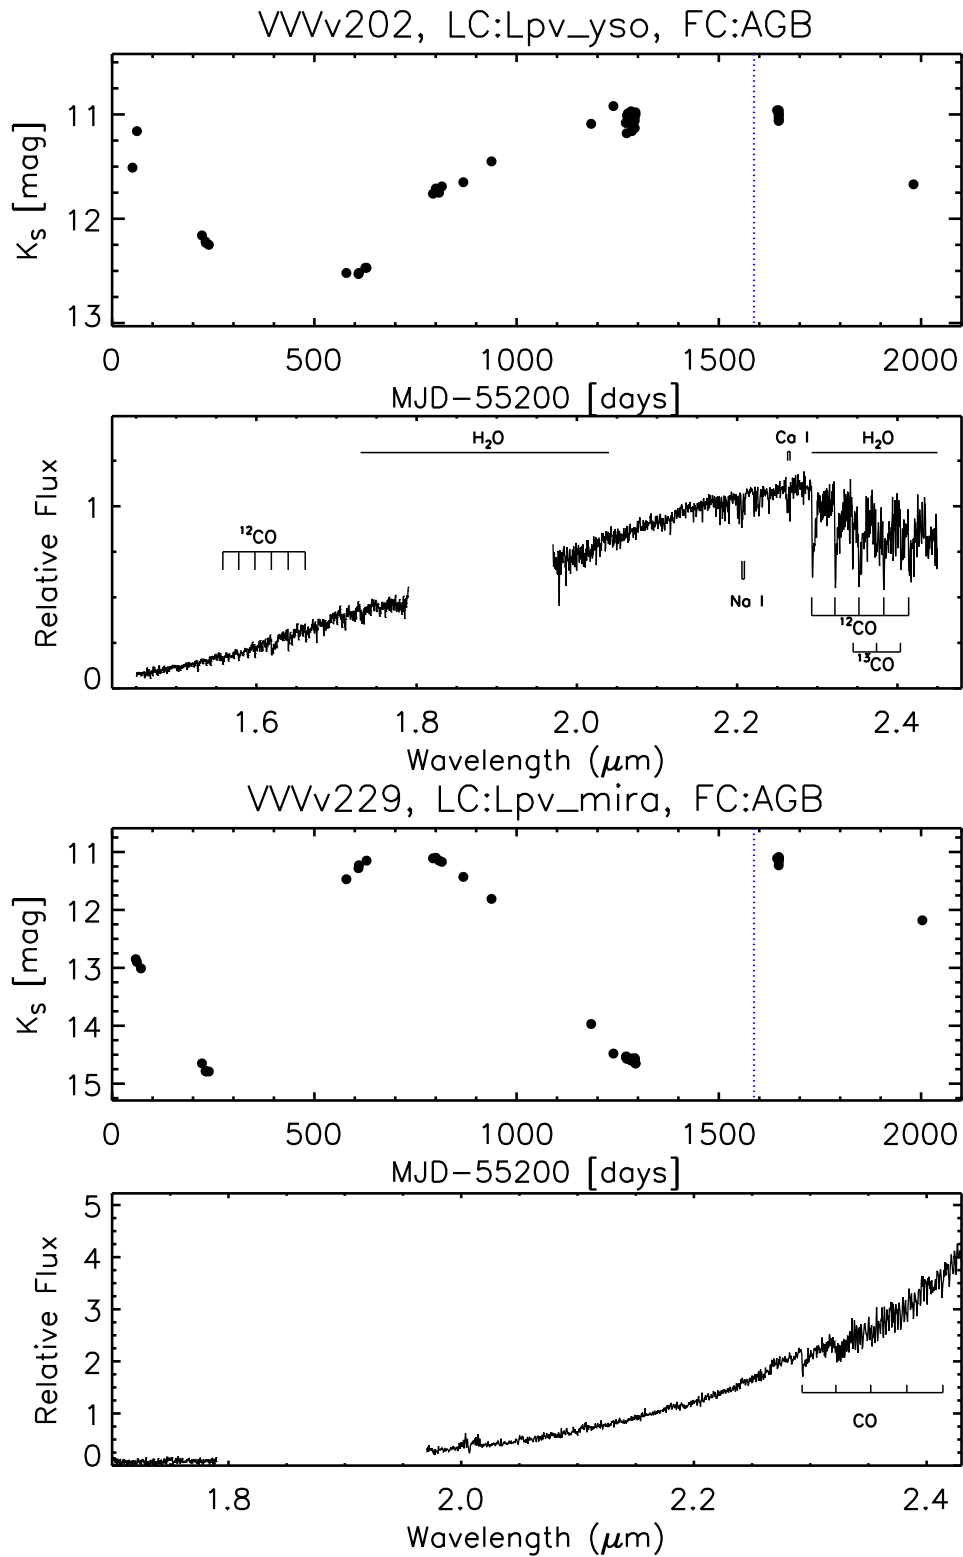 VVVv202, LC:Lpv_yso, FC:AGB
11
12
13
K_S [mag]
0 500 1000 1500 2000
MJD-55200 [days]
H₂O Ca I H₂O
1
¹²CO
Na I
¹²CO
¹³CO
0
Relative Flux
1.6 1.8 2.0 2.2 2.4
Wavelength (μm)
VVVv229, LC:Lpv_mira, FC:AGB
11
12
13
14
15
K_S [mag]
0 500 1000 1500 2000
MJD-55200 [days]
5
4
3
2
1
0
Relative Flux
CO
1.8 2.0 2.2 2.4
Wavelength (μm)